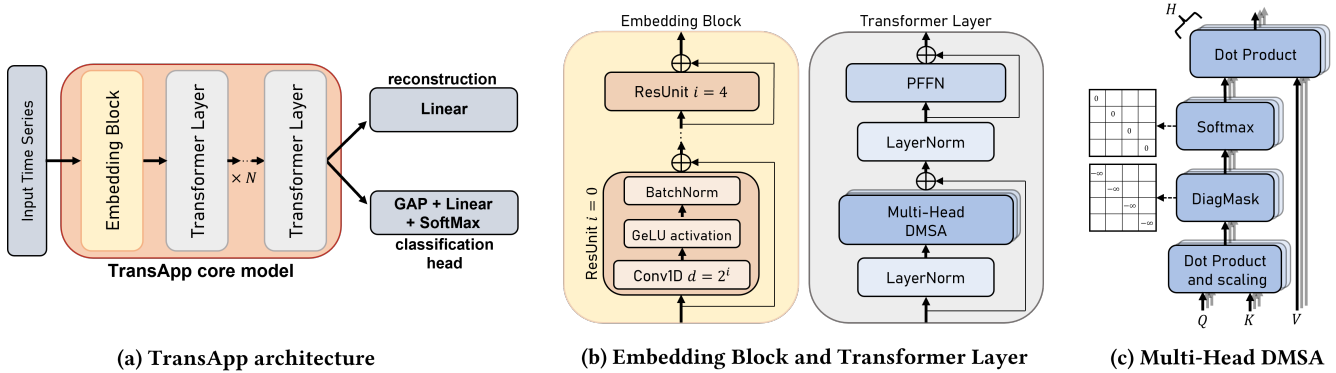 Input Time Series
Embedding Block
Transformer Layer
× N
Transformer Layer
reconstruction
Linear
GAP + Linear
+ SoftMax
classification
head
TransApp core model
(a) TransApp architecture
Embedding Block
ResUnit i = 4
ResUnit i = 0
BatchNorm
GeLU activation
Conv1D d = 2^i
Transformer Layer
PFFN
LayerNorm
Multi-Head
DMSA
LayerNorm
(b) Embedding Block and Transformer Layer
H
Dot Product
0
0
0
0
Softmax
−∞
−∞
−∞
−∞
DiagMask
Dot Product
and scaling
Q K V
(c) Multi-Head DMSA